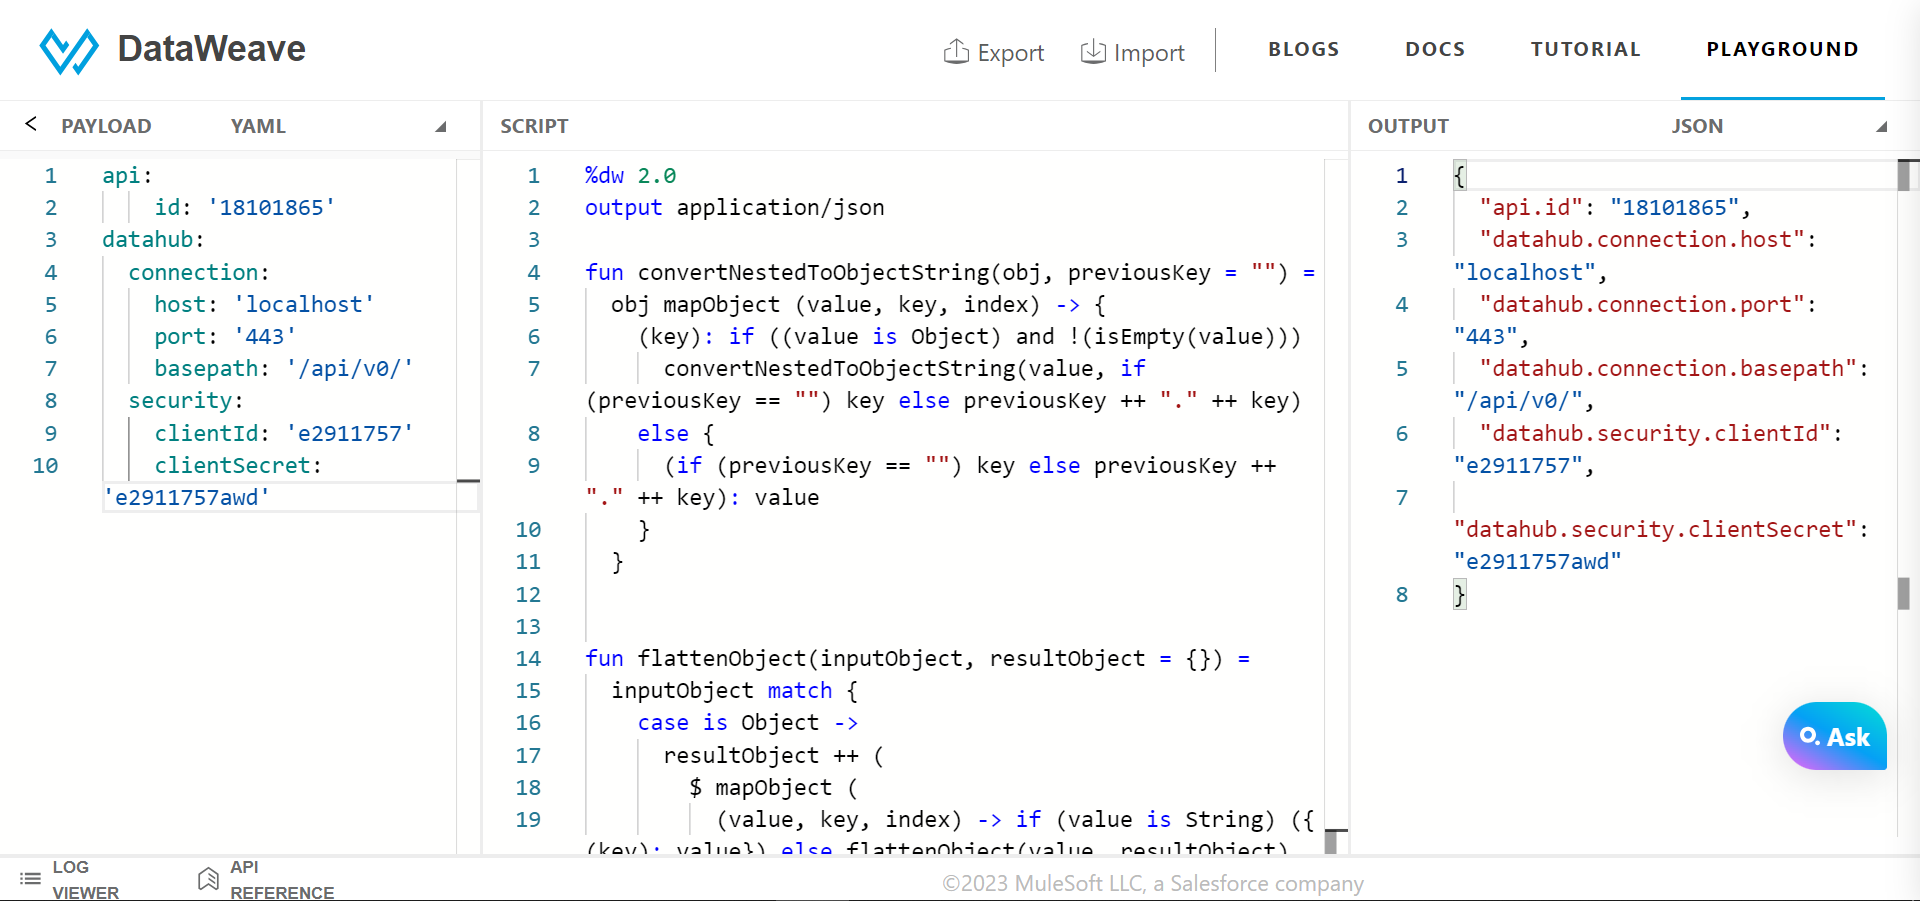 DataWeave
Export
Import
BLOGS
DOCS
TUTORIAL
PLAYGROUND
< PAYLOAD YAML
1 api:
2 id: '18101865'
3 datahub:
4 connection:
5 host: 'localhost'
6 port: '443'
7 basepath: '/api/v0/'
8 security:
9 clientId: 'e2911757'
10 clientSecret:
'e2911757awd'
SCRIPT
1 %dw 2.0
2 output application/json
3
4 fun convertNestedToObjectString(obj, previousKey = "") =
5 obj mapObject (value, key, index) -> {
6 (key): if ((value is Object) and !(isEmpty(value)))
7 convertNestedToObjectString(value, if
(previousKey == "") key else previousKey ++ "." ++ key)
8 else {
9 (if (previousKey == "") key else previousKey ++
"." ++ key): value
10 }
11 }
12
13
14 fun flattenObject(inputObject, resultObject = {}) =
15 inputObject match {
16 case is Object ->
17 resultObject ++ (
18 $ mapObject (
19 (value, key, index) -> if (value is String) ({
(key): value}) else flattenObject(value, resultObject)
OUTPUT JSON
1 {
2 "api.id": "18101865",
3 "datahub.connection.host":
"localhost",
4 "datahub.connection.port":
"443",
5 "datahub.connection.basepath":
"/api/v0/",
6 "datahub.security.clientId":
"e2911757",
7
"datahub.security.clientSecret":
"e2911757awd"
8 }
Ask
LOG
VIEWER
API
REFERENCE
©2023 MuleSoft LLC, a Salesforce company